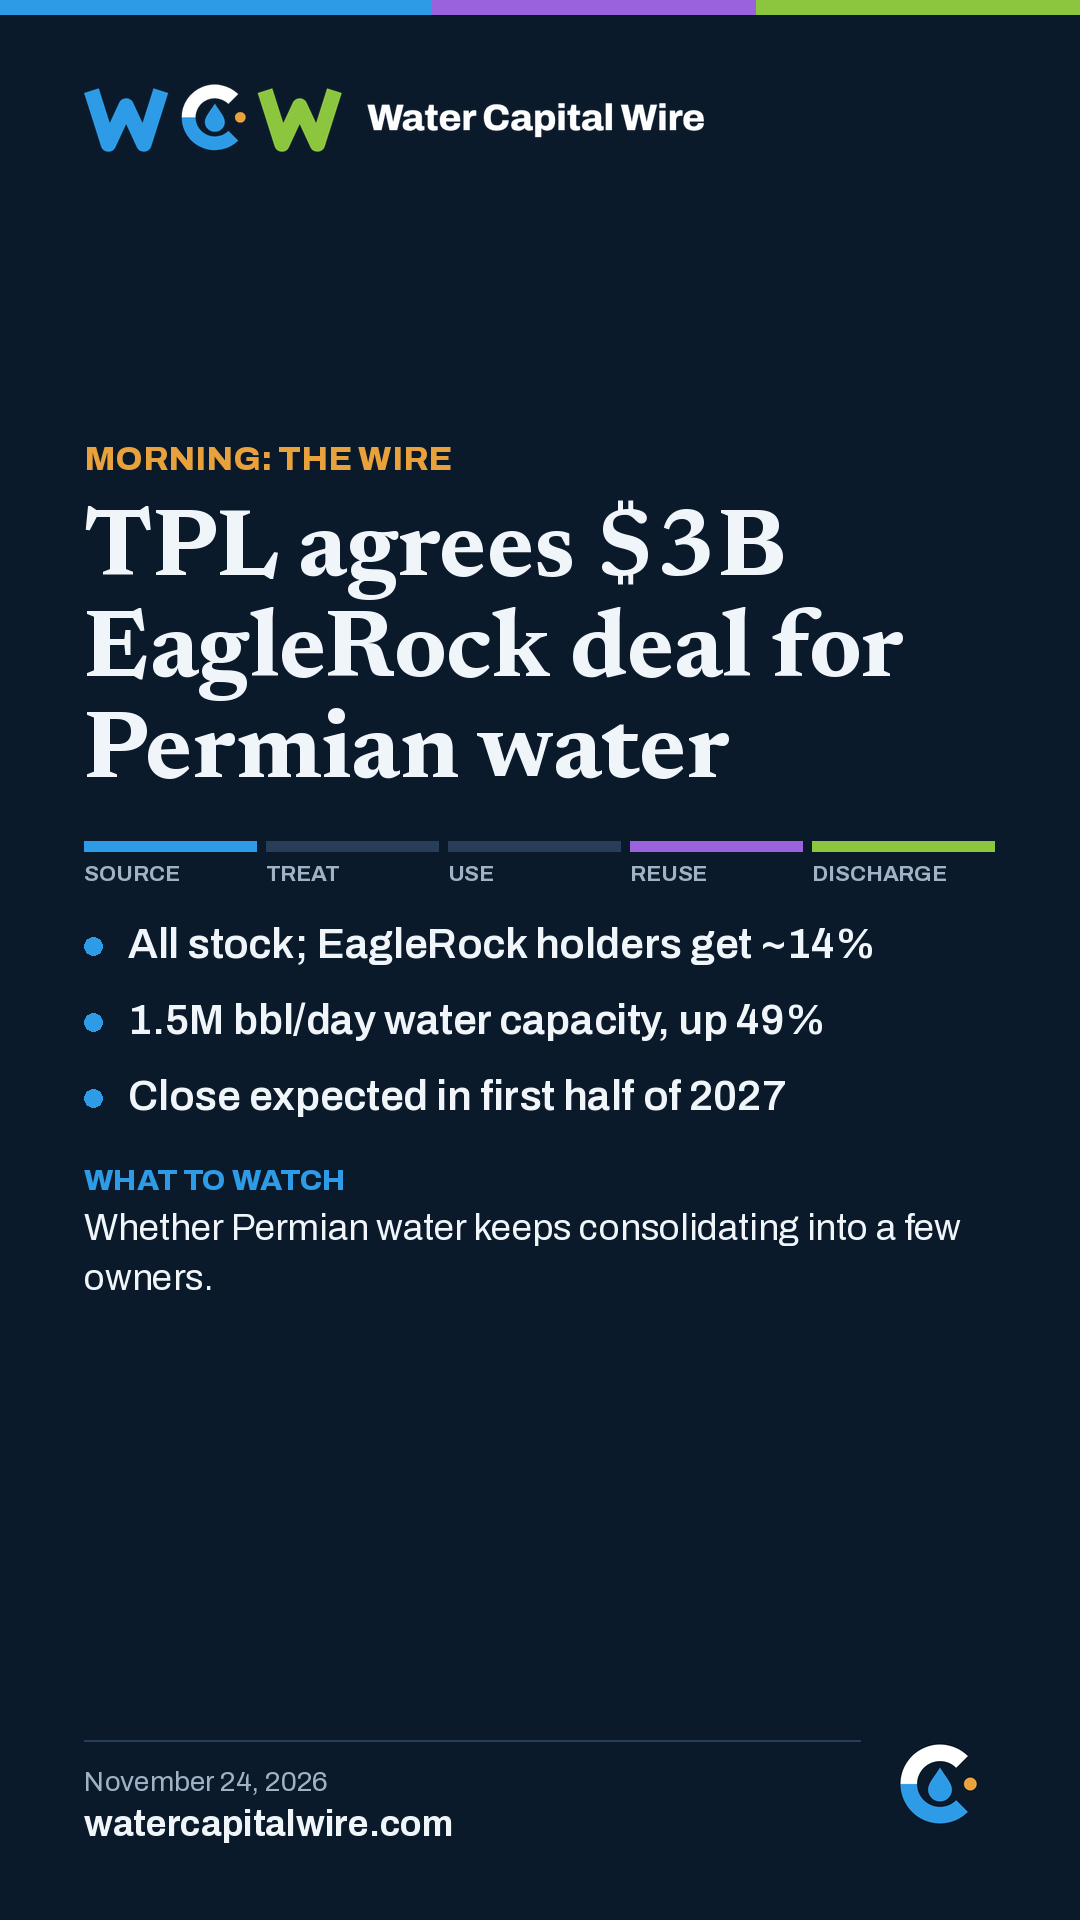 WCW Water Capital Wire
MORNING: THE WIRE
TPL agrees $3B
EagleRock deal for
Permian water
SOURCE TREAT USE REUSE DISCHARGE
All stock; EagleRock holders get ~14%
1.5M bbl/day water capacity, up 49%
Close expected in first half of 2027
WHAT TO WATCH
Whether Permian water keeps consolidating into a few
owners.
November 24, 2026
watercapitalwire.com